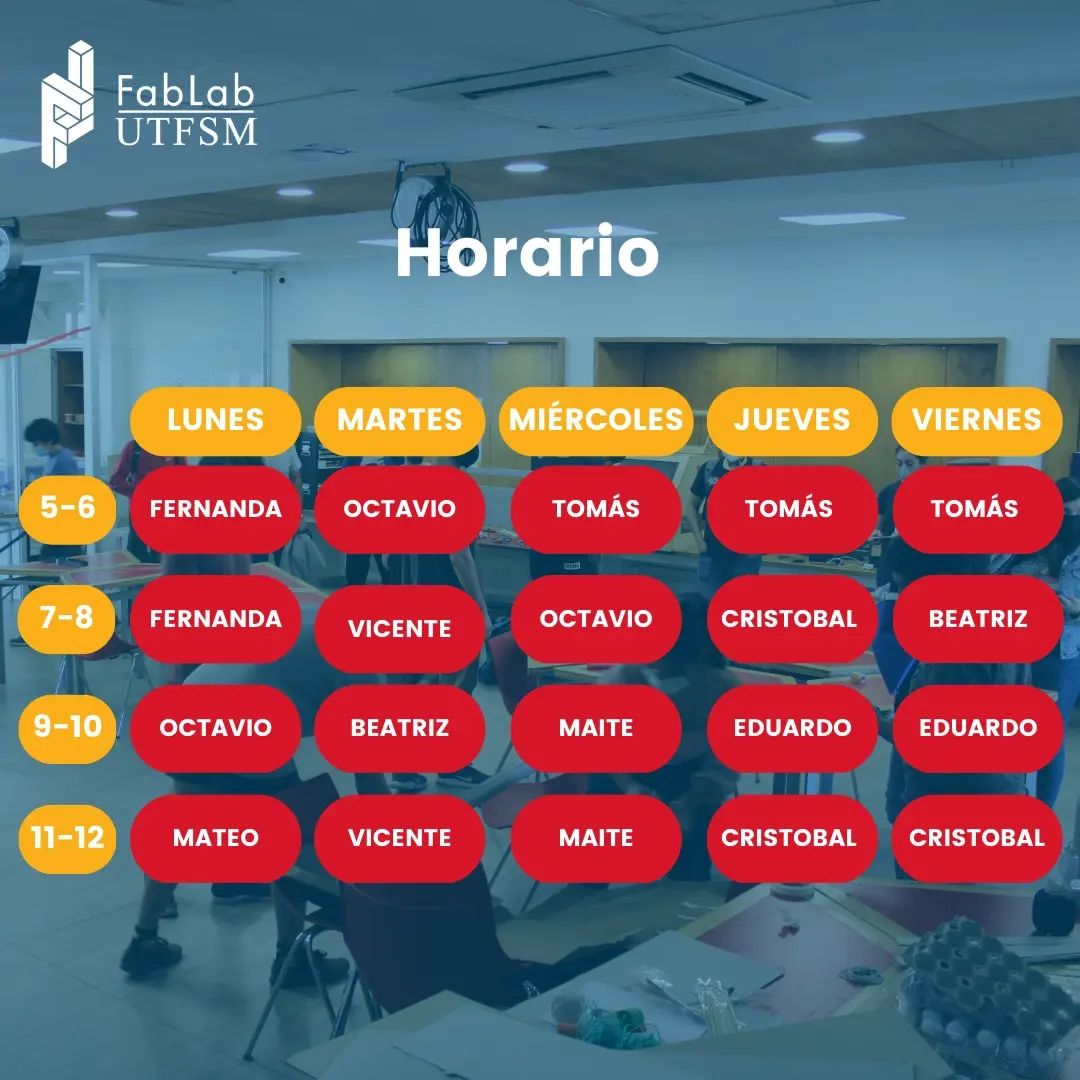 FabLab
UTFSM
Horario
LUNES MARTES MIÉRCOLES JUEVES VIERNES
5-6 FERNANDA OCTAVIO TOMÁS TOMÁS TOMÁS
7-8 FERNANDA VICENTE OCTAVIO CRISTOBAL BEATRIZ
9-10 OCTAVIO BEATRIZ MAITE EDUARDO EDUARDO
11-12 MATEO VICENTE MAITE CRISTOBAL CRISTOBAL